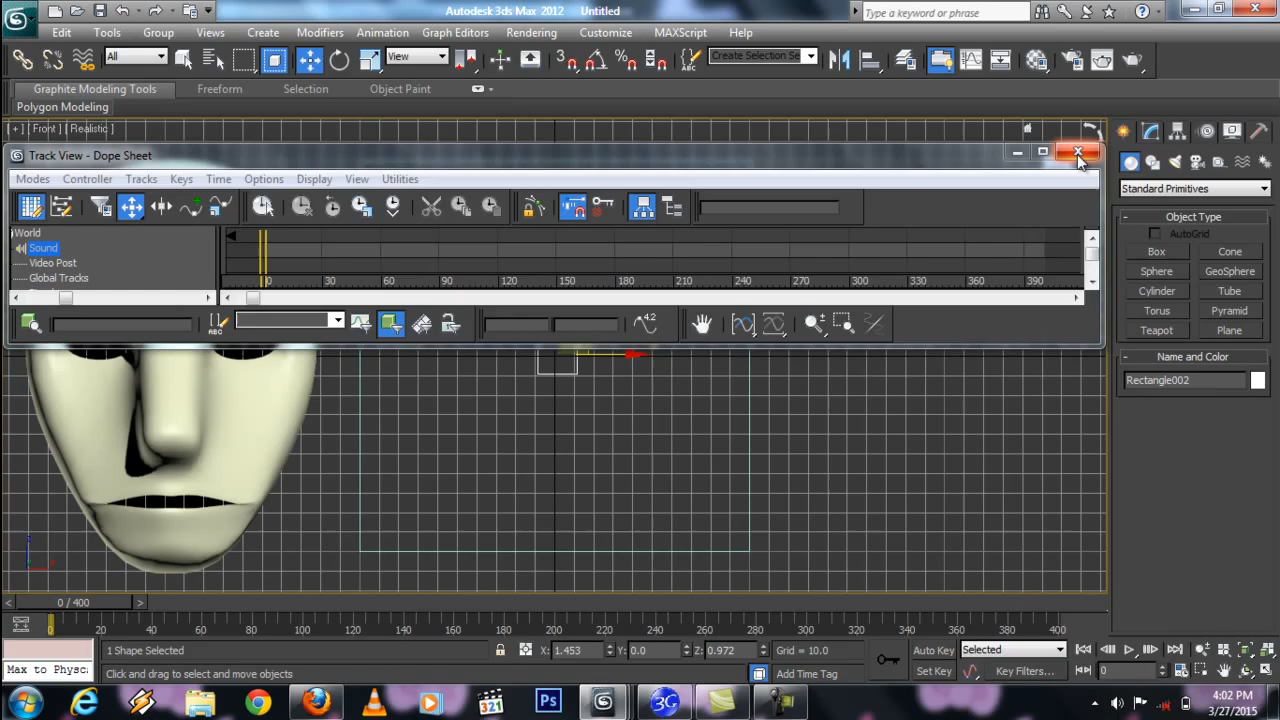 Autodesk 3ds Max 2012 Untitled
Type a keyword or phrase
Edit Tools Group Views Create Modifiers Animation Graph Editors Rendering Customize MAXScript Help
All View Create Selection Se
Graphite Modeling Tools Freeform Selection Object Paint
Polygon Modeling
[ + ] [ Front ] [ Realistic ]
Track View - Dope Sheet
Modes Controller Tracks Keys Time Options Display View Utilities
World
Sound
Video Post
Global Tracks
0 30 60 90 120 150 180 210 240 270 300 330 360 390
ABC 4.2
Standard Primitives
Object Type
AutoGrid
Box Cone
Sphere GeoSphere
Cylinder Tube
Torus Pyramid
Teapot Plane
Name and Color
Rectangle002
0 / 400
20 40 60 80 100 120 140 160 180 200 220 240 260 280 300 320 340 360 380 400
1 Shape Selected X: 1.453 Y: 0.0 Z: 0.972 Grid = 10.0 Auto Key Selected
Max to Physc: Click and drag to select and move objects Add Time Tag Set Key Key Filters... 0
321 Ps 3G
4:02 PM
3/27/2015